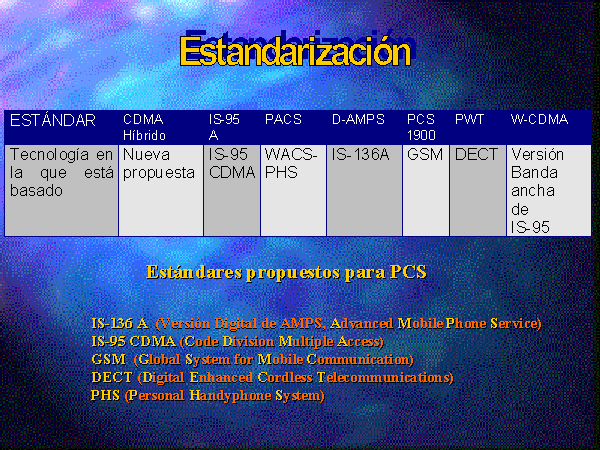 Estandarización
ESTÁNDAR CDMA Híbrido IS-95 A PACS D-AMPS PCS 1900 PWT W-CDMA
Tecnología en la que está basado Nueva propuesta IS-95 CDMA WACS-PHS IS-136A GSM DECT Versión Banda ancha de IS-95
Estándares propuestos para PCS
IS-136 A (Versión Digital de AMPS, Advanced Mobile Phone Service)
IS-95 CDMA (Code Division Multiple Access)
GSM (Global System for Mobile Communication)
DECT (Digital Enhanced Cordless Telecommunications)
PHS (Personal Handyphone System)